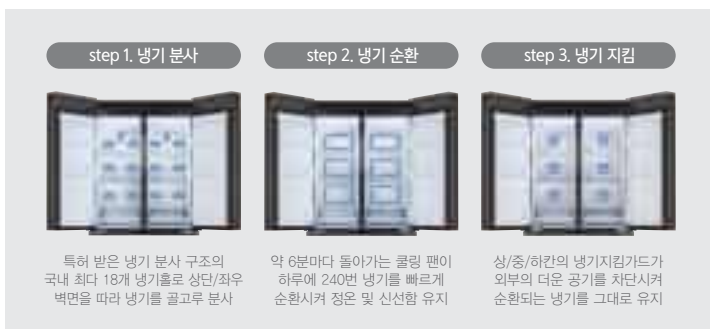 step 1. 냉기 분사
특허 받은 냉기 분사 구조의
국내 최다 18개 냉기홀로 상단/좌우
벽면을 따라 냉기를 골고루 분사
step 2. 냉기 순환
약 6분마다 돌아가는 쿨링 팬이
하루에 240번 냉기를 빠르게
순환시켜 정온 및 신선함 유지
step 3. 냉기 지킴
상/중/하칸의 냉기지킴가드가
외부의 더운 공기를 차단시켜
순환되는 냉기를 그대로 유지